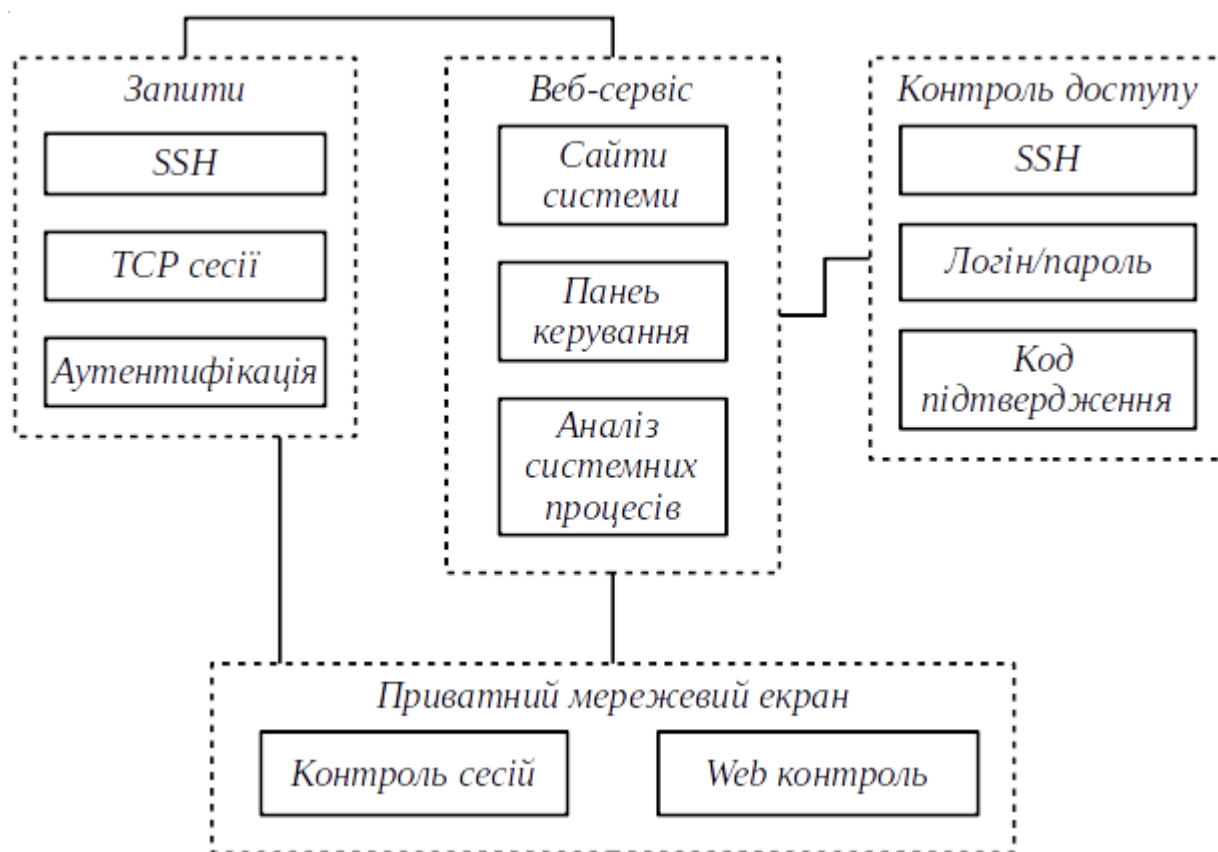 Запити
SSH
TCP сесії
Аутентифікація
Веб-сервіс
Сайти
системи
Панеь
керування
Аналіз
системних
процесів
Контроль доступу
SSH
Логін/пароль
Код
підтвердження
Приватний мережевий екран
Контроль сесій
Web контроль